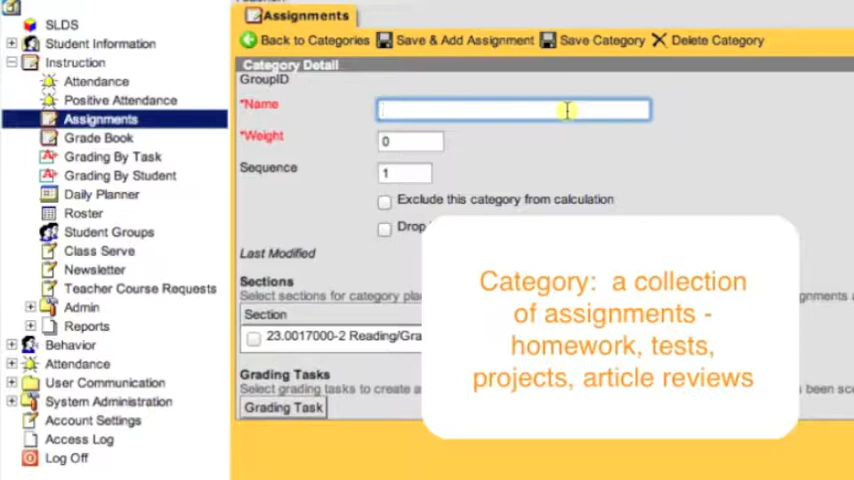 SLDS
Student Information
Instruction
Attendance
Positive Attendance
Assignments
Grade Book
Grading By Task
Grading By Student
Daily Planner
Roster
Student Groups
Class Serve
Newsletter
Teacher Course Requests
Admin
Reports
Behavior
Attendance
User Communication
System Administration
Account Settings
Access Log
Log Off
Assignments
Back to Categories Save & Add Assignment Save Category Delete Category
Category Detail
GroupID
*Name
*Weight 0
Sequence 1
Exclude this category from calculation
Drop
Last Modified
Sections
Select sections for category pla
Section
23.0017000-2 Reading/Gra
Grading Tasks
Select grading tasks to create a
Grading Task
Category: a collection
of assignments -
homework, tests,
projects, article reviews